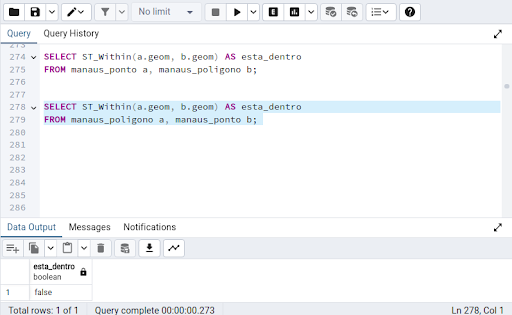 No limit
Query Query History
273
274 SELECT ST_Within(a.geom, b.geom) AS esta_dentro
275 FROM manaus_ponto a, manaus_poligono b;
276
277
278 SELECT ST_Within(a.geom, b.geom) AS esta_dentro
279 FROM manaus_poligono a, manaus_ponto b;
280
281
282
283
284
285
286
Data Output Messages Notifications
esta_dentro
boolean
1 false
Total rows: 1 of 1 Query complete 00:00:00.273 Ln 278, Col 1